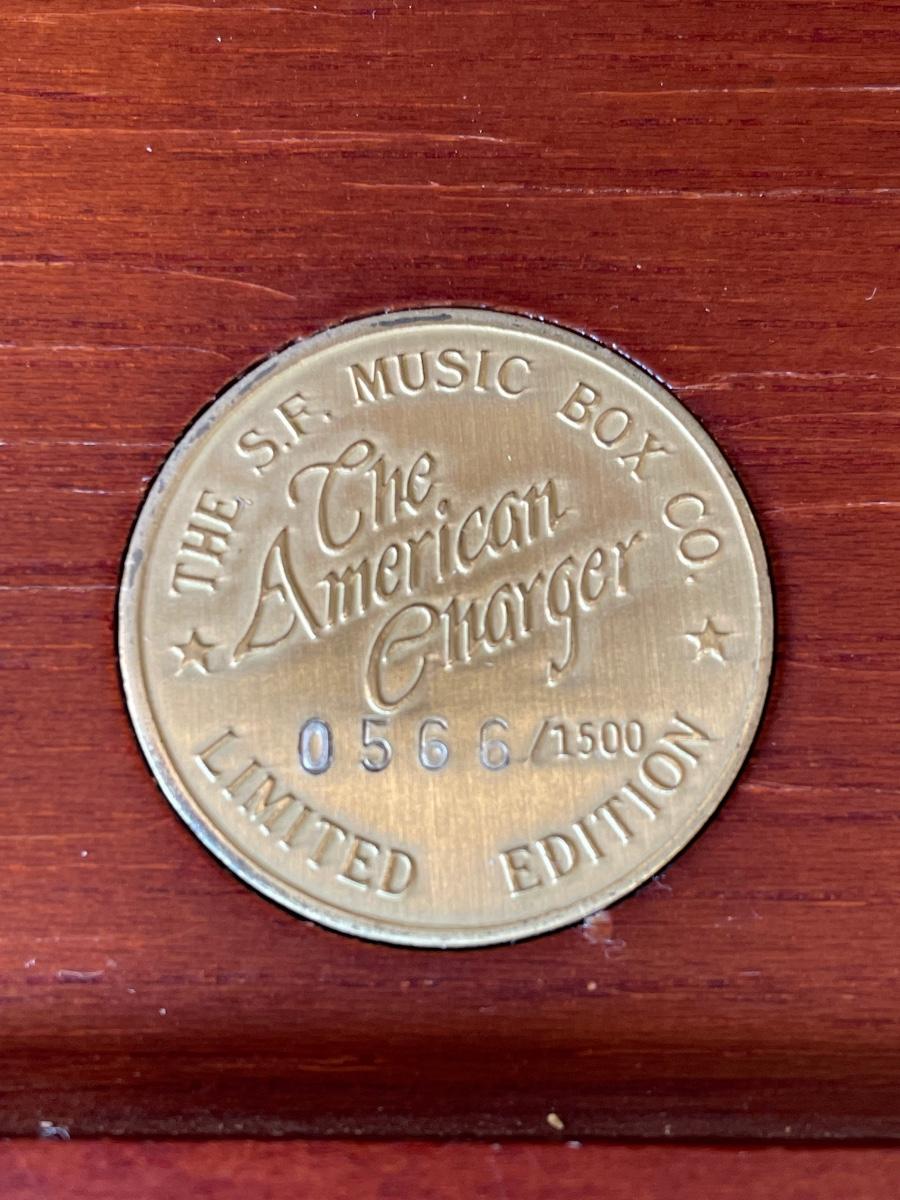 THE S.F. MUSIC BOX CO.
The
American
Charger
0566/1500
LIMITED EDITION